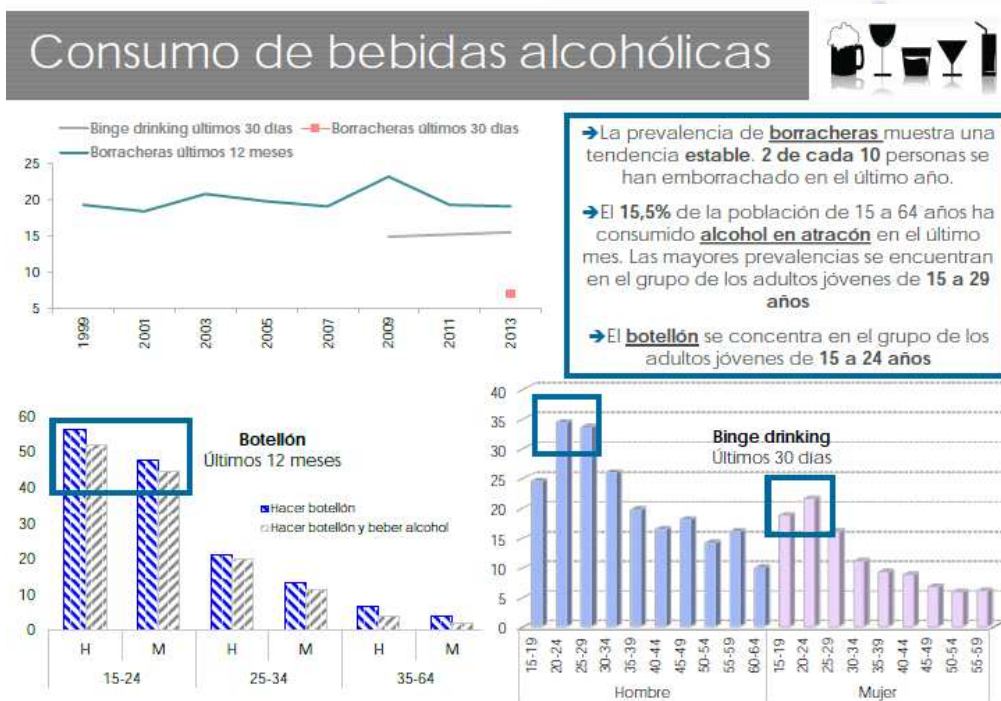 Consumo de bebidas alcohólicas
Binge drinking últimos 30 días
Borracheras últimos 30 días
Borracheras últimos 12 meses
25
20
15
10
5
1999
2001
2003
2005
2007
2009
2011
2013
➔La prevalencia de borracheras muestra una
tendencia estable. 2 de cada 10 personas se
han emborrachado en el último año.
➔El 15,5% de la población de 15 a 64 años ha
consumido alcohol en atracón en el último
mes. Las mayores prevalencias se encuentran
en el grupo de los adultos jóvenes de 15 a 29
años
➔El botellón se concentra en el grupo de los
adultos jóvenes de 15 a 24 años
60
50
40
30
20
10
0
Botellón
Últimos 12 meses
Hacer botellón
Hacer botellón y beber alcohol
H M H M H M
15-24 25-34 35-64
40
35
30
25
20
15
10
5
0
Binge drinking
Últimos 30 días
15-19
20-24
25-29
30-34
35-39
40-44
45-49
50-54
55-59
60-64
15-19
20-24
25-29
30-34
35-39
40-44
45-49
50-54
55-59
Hombre Mujer